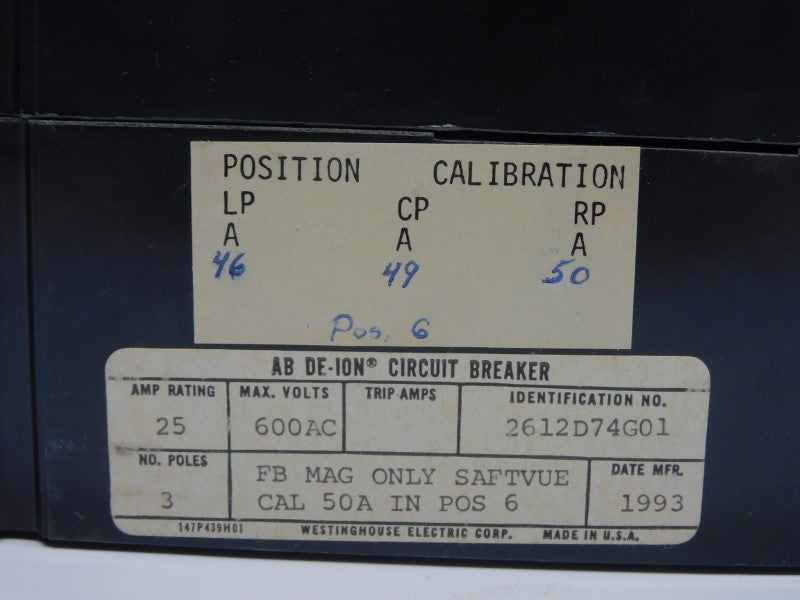 POSITION CALIBRATION
LP CP RP
A A A
46 49 50
Pos. 6
AB DE-ION® CIRCUIT BREAKER
AMP RATING MAX. VOLTS TRIP AMPS IDENTIFICATION NO.
25 600AC 2612D74G01
NO. POLES FB MAG ONLY SAFTVUE DATE MFR.
3 CAL 50A IN POS 6 1993
147P439H01 WESTINGHOUSE ELECTRIC CORP. MADE IN U.S.A.